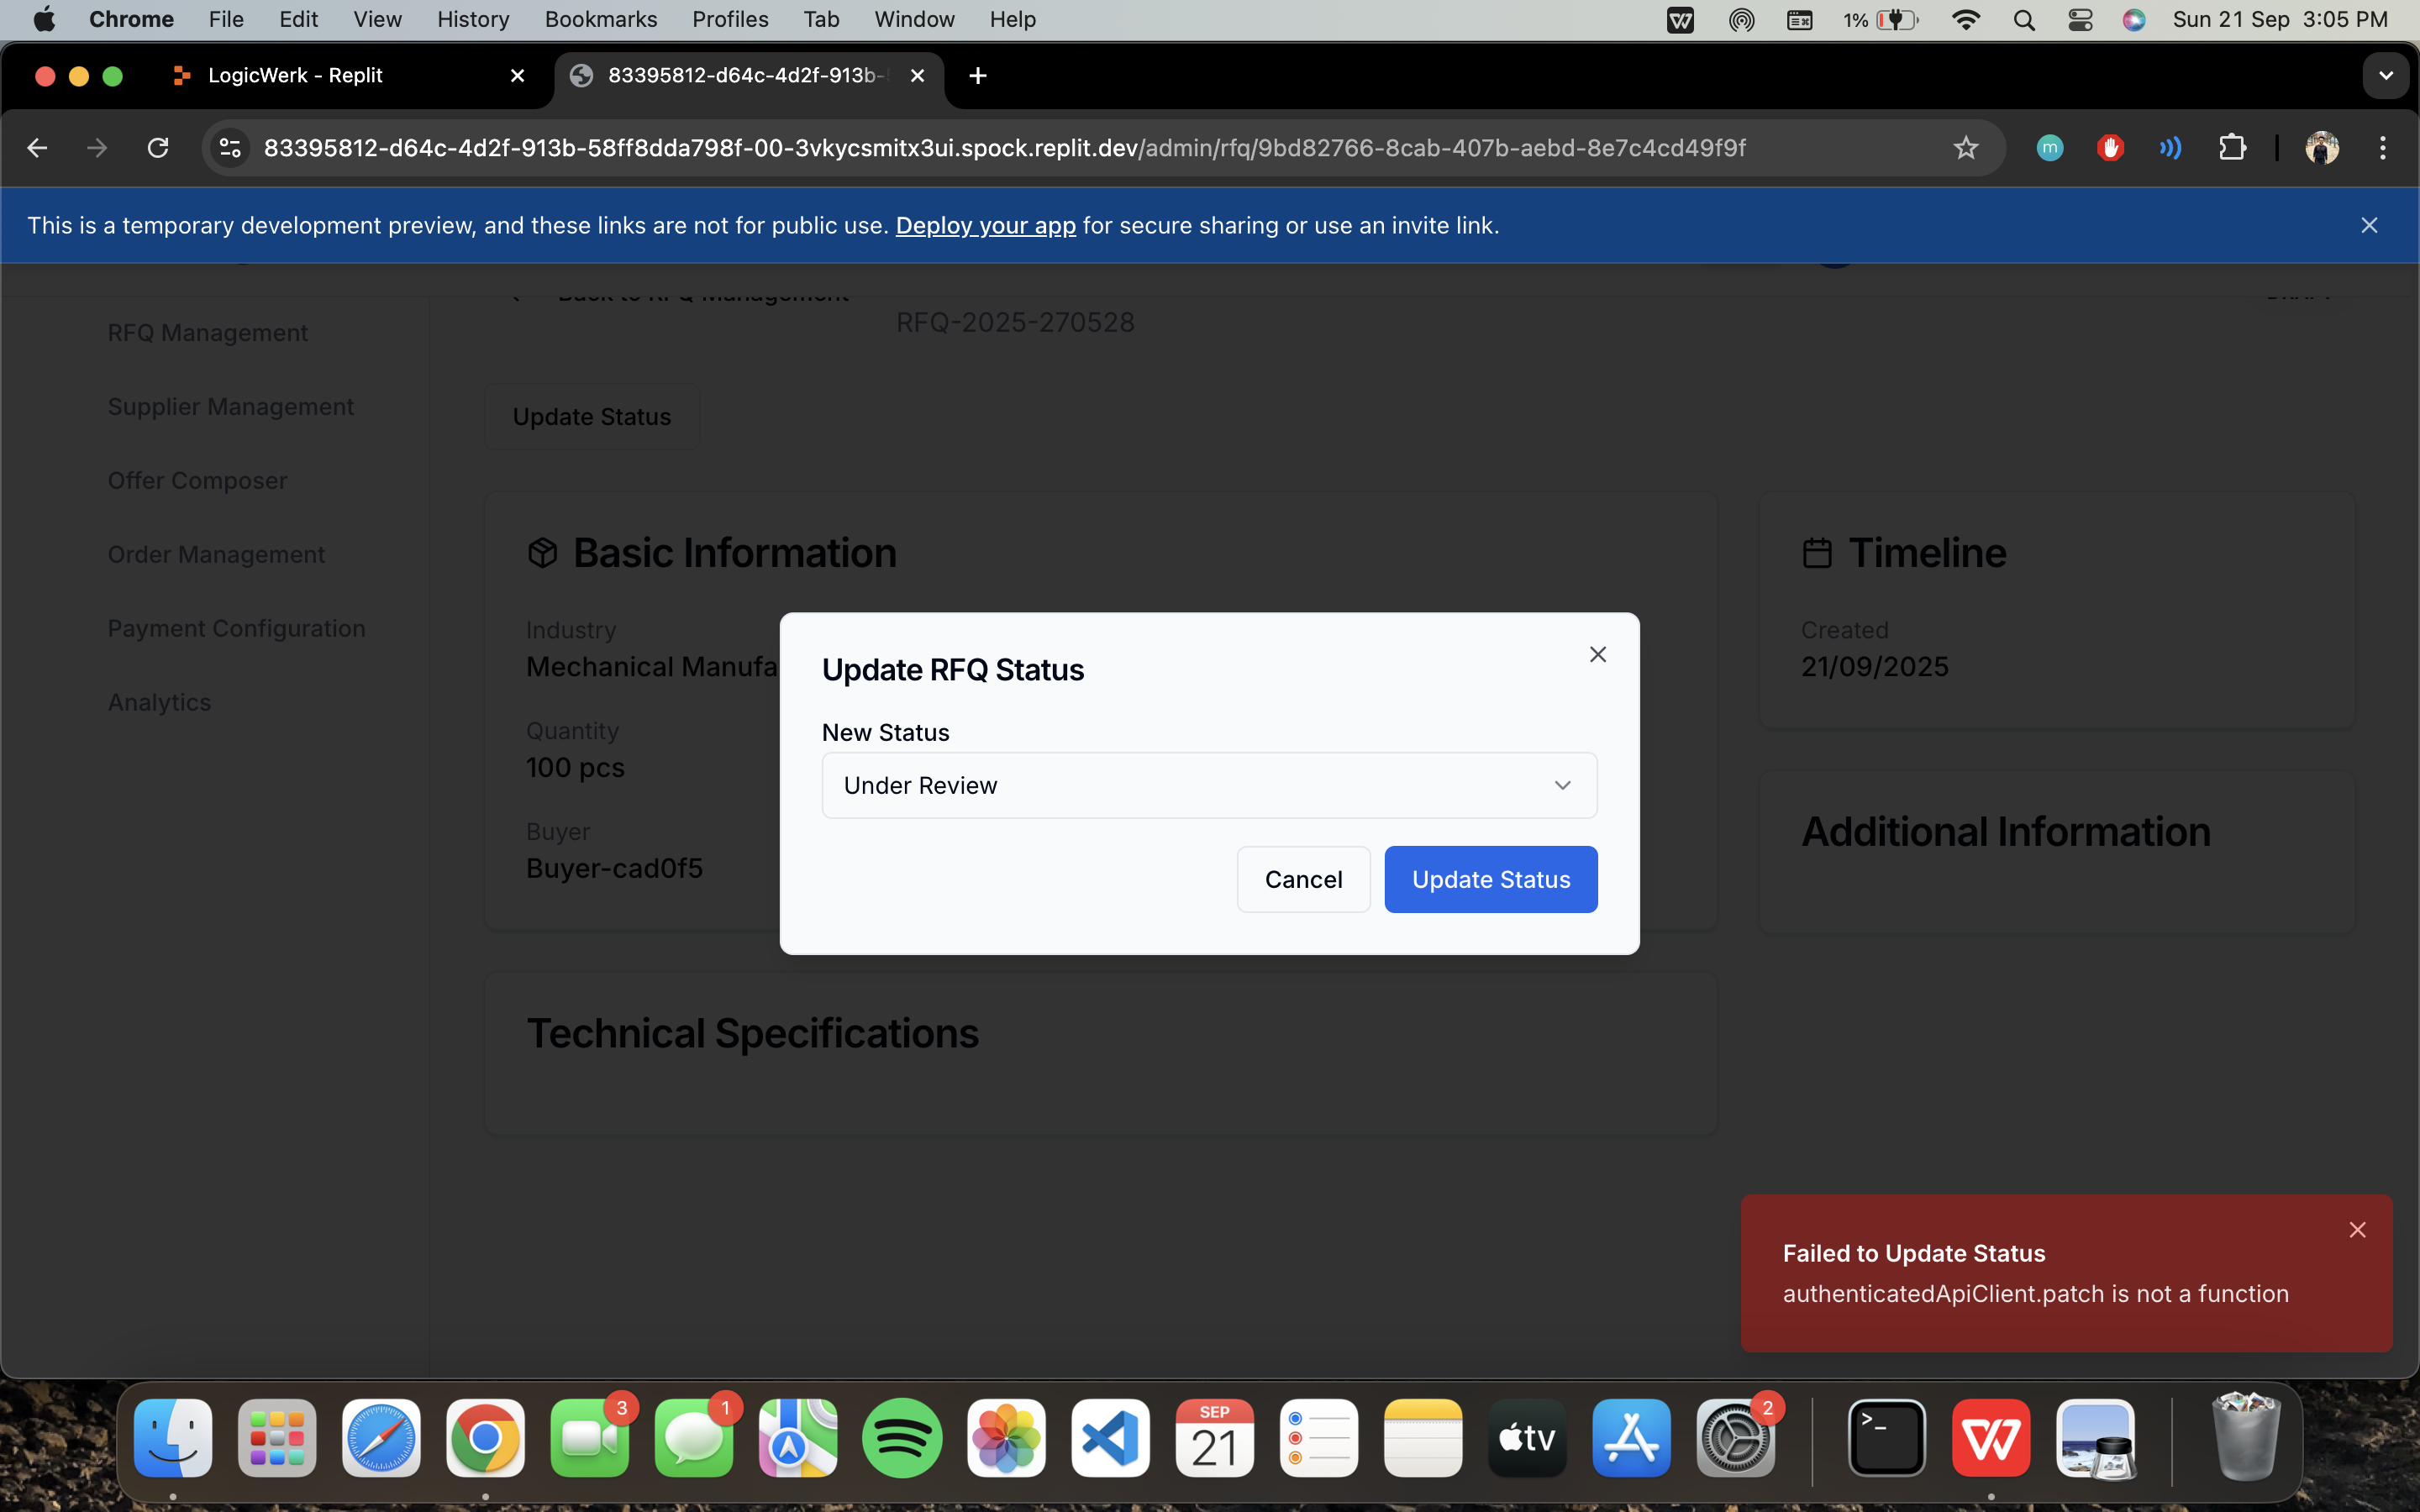 Chrome File Edit View History Bookmarks Profiles Tab Window Help 1% Sun 21 Sep 3:05 PM
LogicWerk - Replit 83395812-d64c-4d2f-913b-
83395812-d64c-4d2f-913b-58ff8dda798f-00-3vkycsmitx3ui.spock.replit.dev/admin/rfq/9bd82766-8cab-407b-aebd-8e7c4cd49f9f m
This is a temporary development preview, and these links are not for public use. Deploy your app for secure sharing or use an invite link.
Back to RFQ Management DRAFT
RFQ-2025-270528
RFQ Management
Supplier Management
Offer Composer
Order Management
Payment Configuration
Analytics
Update Status
Basic Information
Industry
Mechanical Manufa
Quantity
100 pcs
Buyer
Buyer-cad0f5
Timeline
Created
21/09/2025
Additional Information
Technical Specifications
Update RFQ Status
New Status
Under Review
Cancel Update Status
Failed to Update Status
authenticatedApiClient.patch is not a function
3 1 SEP 21 tv 2 >_